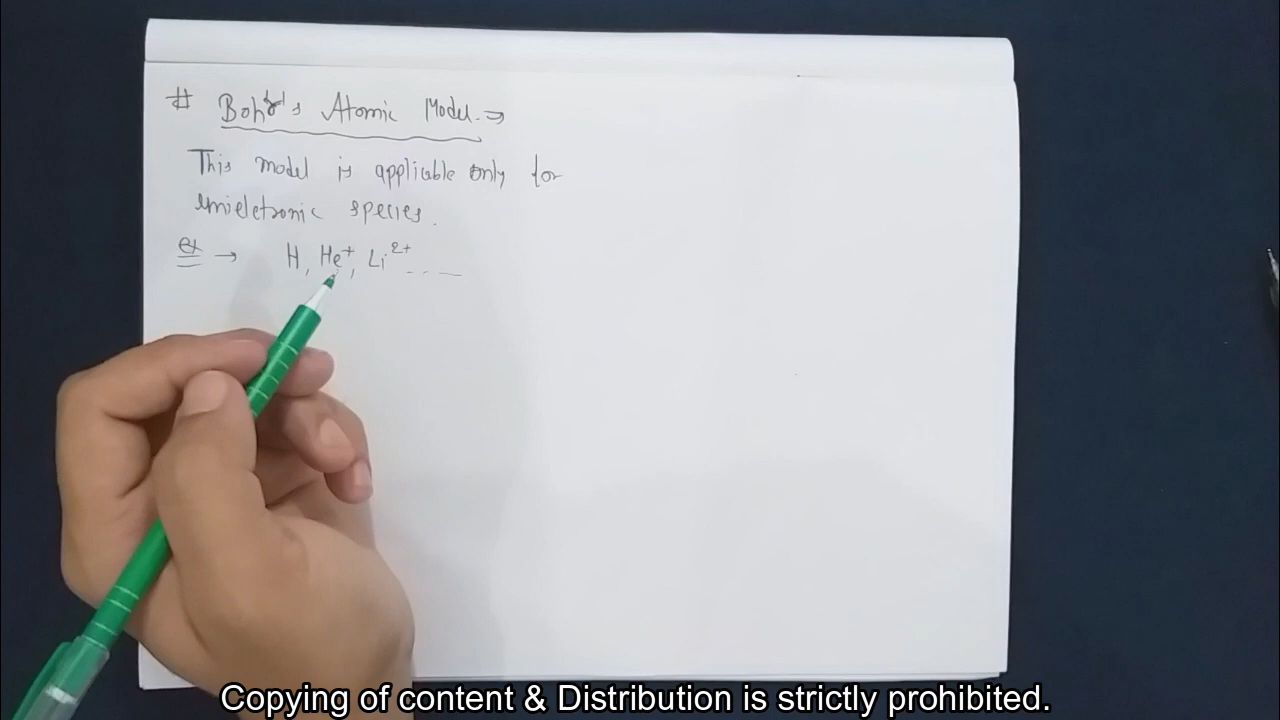 # Bohr's Atomic Model →
This model is applicable only for
unieletronic species.
ex → H, He⁺, Li²⁺ ----
Copying of content & Distribution is strictly prohibited.